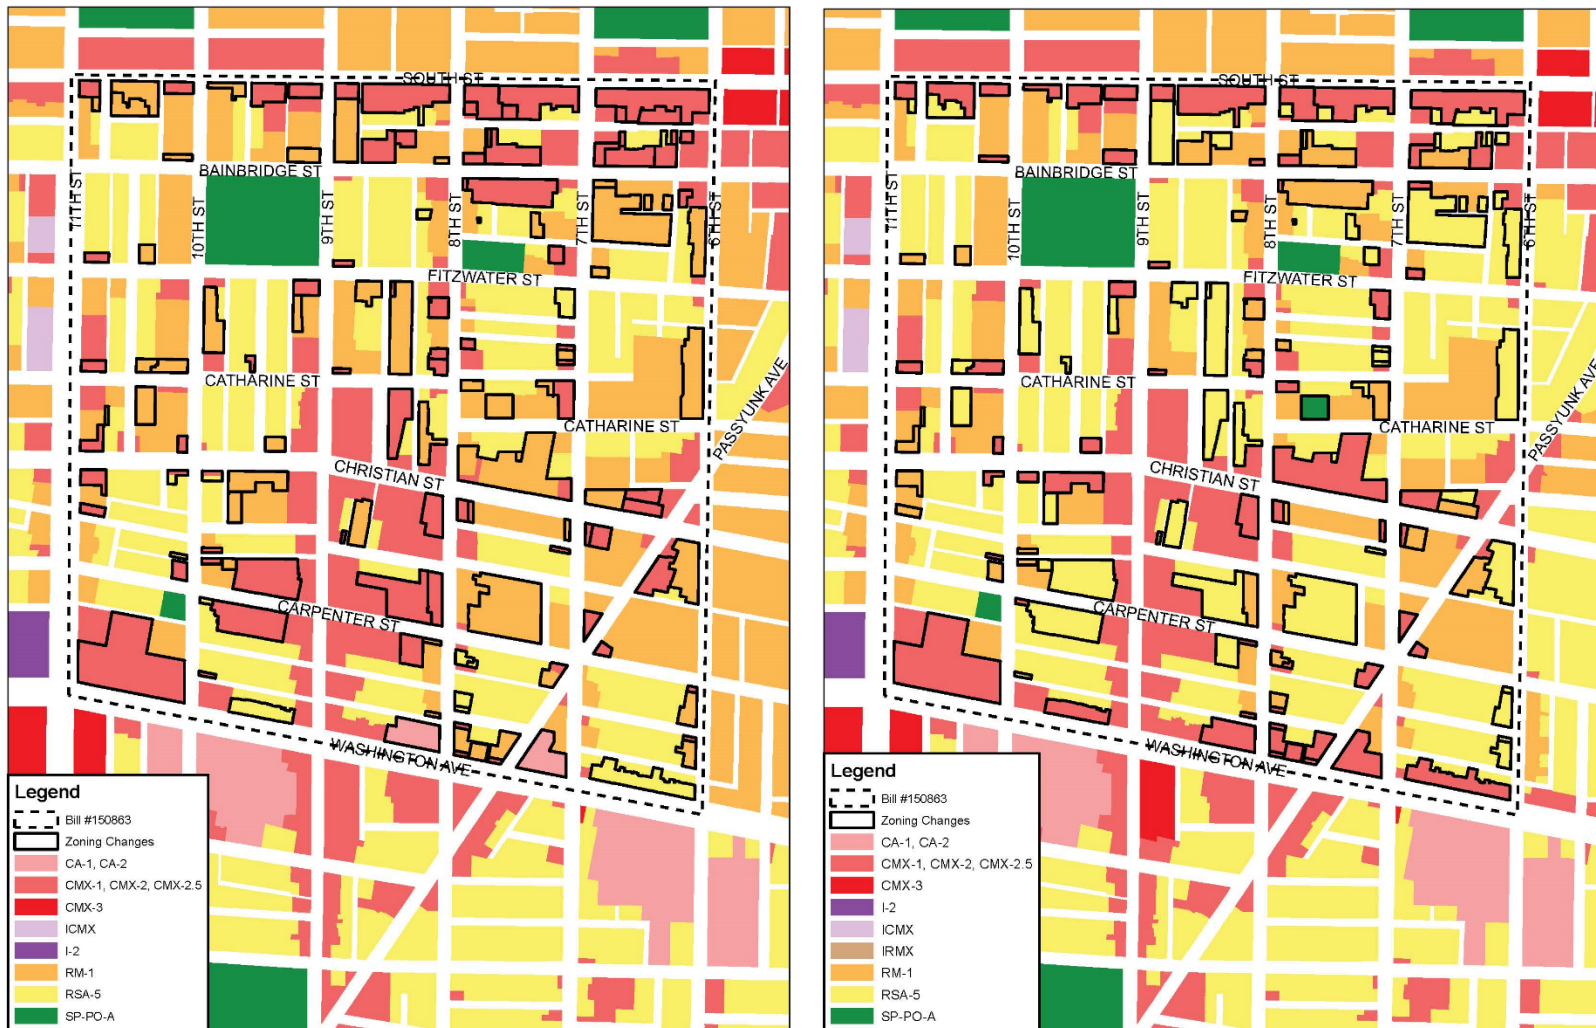 SOUTH ST
BAINBRIDGE ST
11TH ST
10TH ST
9TH ST
8TH ST
7TH ST
6TH ST
FITZWATER ST
CATHARINE ST
CATHARINE ST
PASSYUNK AVE
CHRISTIAN ST
CARPENTER ST
WASHINGTON AVE
Legend
Bill #150863
Zoning Changes
CA-1, CA-2
CMX-1, CMX-2, CMX-2.5
CMX-3
ICMX
I-2
RM-1
RSA-5
SP-PO-A
SOUTH ST
BAINBRIDGE ST
11TH ST
10TH ST
9TH ST
8TH ST
7TH ST
6TH ST
FITZWATER ST
CATHARINE ST
CATHARINE ST
PASSYUNK AVE
CHRISTIAN ST
CARPENTER ST
WASHINGTON AVE
Legend
Bill #150863
Zoning Changes
CA-1, CA-2
CMX-1, CMX-2, CMX-2.5
CMX-3
I-2
ICMX
IRMX
RM-1
RSA-5
SP-PO-A